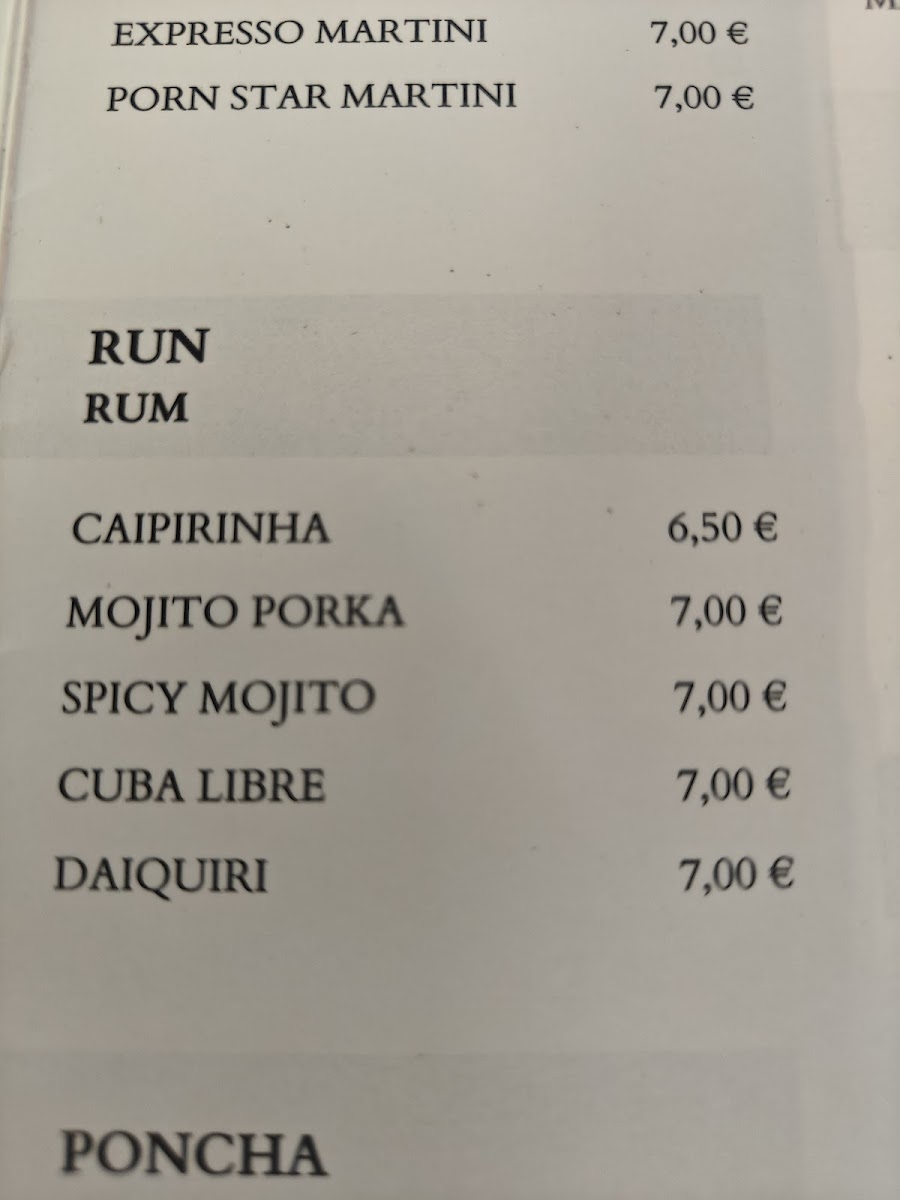 EXPRESSO MARTINI 7,00 €
PORN STAR MARTINI 7,00 €
RUN
RUM
CAIPIRINHA 6,50 €
MOJITO PORKA 7,00 €
SPICY MOJITO 7,00 €
CUBA LIBRE 7,00 €
DAIQUIRI 7,00 €
PONCHA